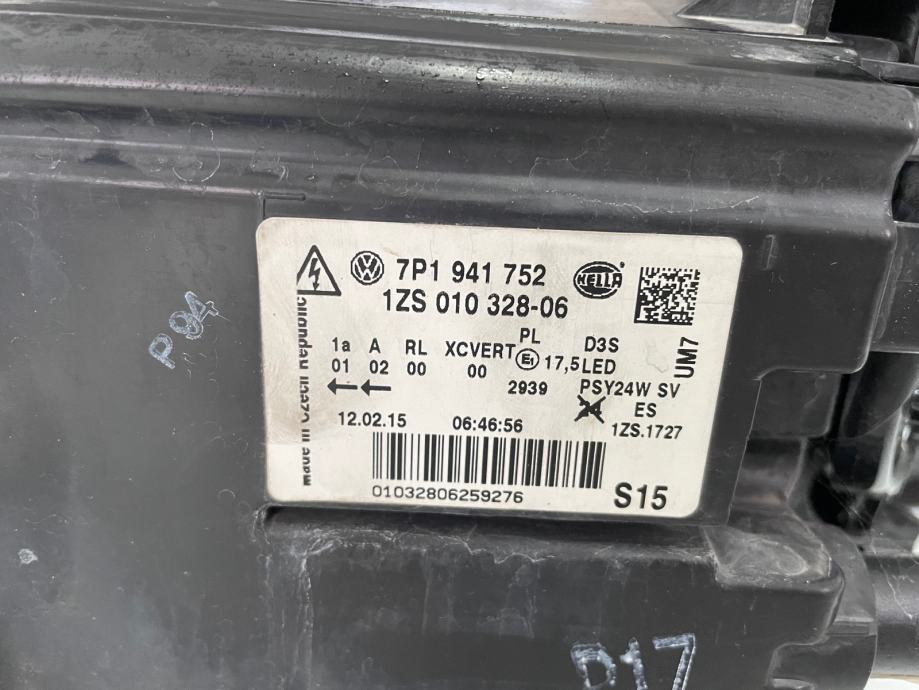 7P1 941 752 HELLA
1ZS 010 328-06
PL
1a A RL XCVERT E1 17,5 D3S
01 02 00 00 LED
2939 PSY24W SV
24 ES
12.02.15 06:46:56 1ZS.1727
01032806259276 S15
Made in Czech Republic
UM7
P94
P17